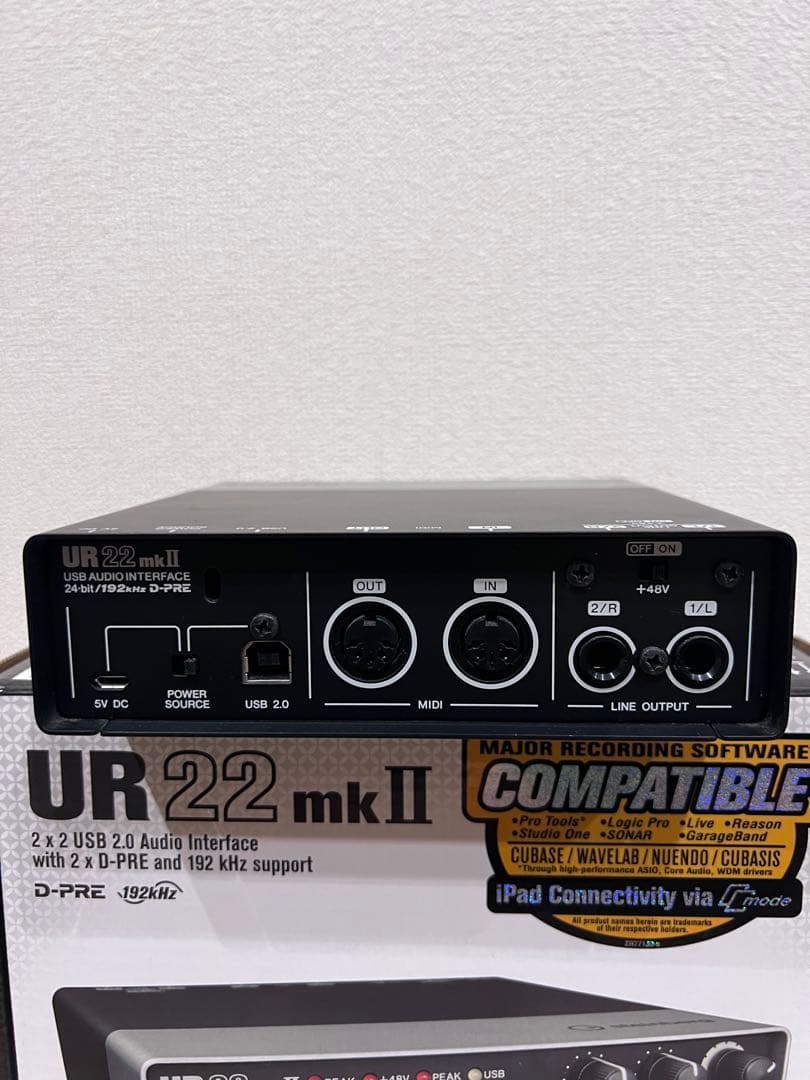 UR22mkII
USB AUDIO INTERFACE
24-bit/192kHz D-PRE
OFF ON
+48V
OUT
IN
2/R
1/L
5V DC
POWER
SOURCE
USB 2.0
MIDI
LINE OUTPUT
UR22mkII
2 x 2 USB 2.0 Audio Interface
with 2 x D-PRE and 192 kHz support
D-PRE 192kHz
MAJOR RECORDING SOFTWARE
COMPATIBLE
•Pro Tools* •Logic Pro •Live •Reason
•Studio One •SONAR •GarageBand
CUBASE / WAVELAB / NUENDO / CUBASIS
*Through high-performance ASIO, Core Audio, WDM drivers
iPad Connectivity via CC mode
All product names herein are trademarks
of their respective holders.
steinberg
UR22
PEAK
+48V
PEAK
USB